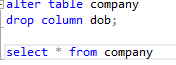 alter table company
drop column dob;
select * from company